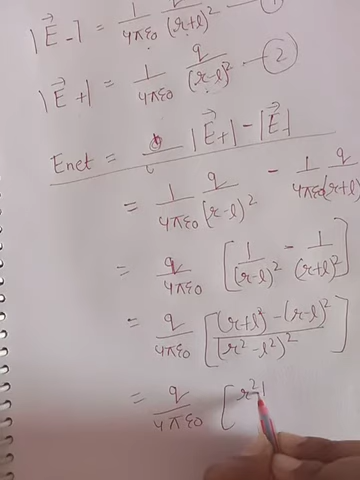 |E⃗₋| = 1/4πε₀ q/(r+l)² — ①
|E⃗₊| = 1/4πε₀ q/(r-l)² — ②
Enet = |E⃗₊| - |E⃗₋|
= 1/4πε₀ q/(r-l)² - 1/4πε₀ q/(r+l)
= q/4πε₀ [1/(r-l)² - 1/(r+l)²]
= q/4πε₀ [(r+l)² - (r-l)²/(r²-l²)²]
= q/4πε₀ [r²